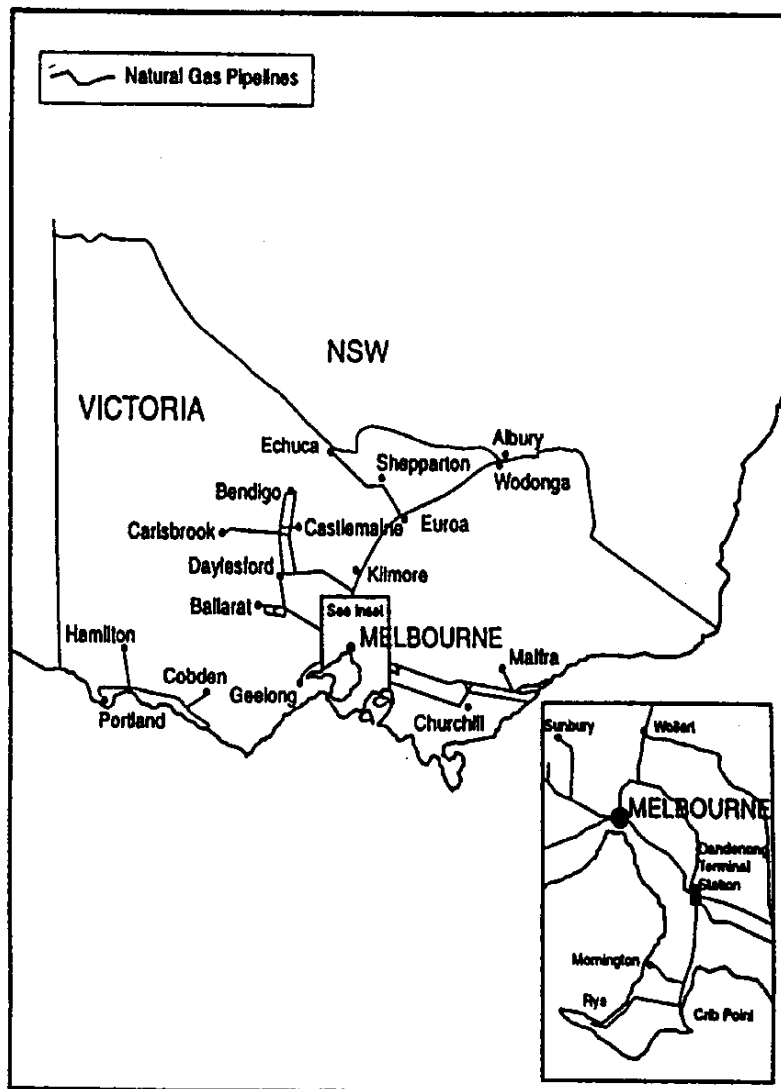 Natural Gas Pipelines
NSW
VICTORIA
Echuca
Albury
Shepparton
Wodonga
Bendigo
Carlsbrook
Castlemaine
Euroa
Daylesford
Kilmore
Ballarat
See Inset
MELBOURNE
Hamilton
Maffra
Cobden
Geelong
Portland
Churchill
Sunbury
Wollert
MELBOURNE
Dandenong
Terminal
Station
Mornington
Rye
Crib Point